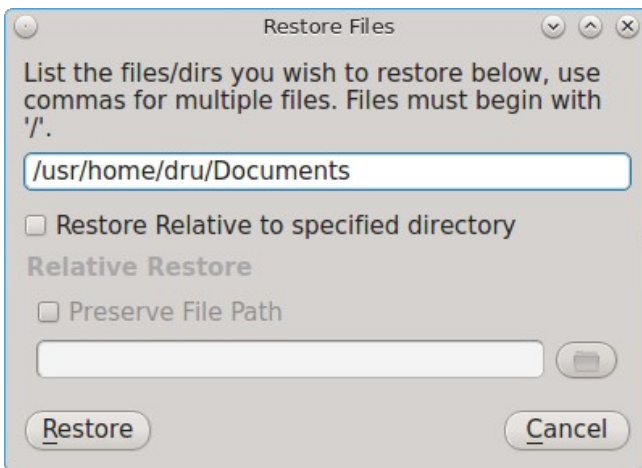 Restore Files
List the files/dirs you wish to restore below, use
commas for multiple files. Files must begin with
'/'.
/usr/home/dru/Documents
Restore Relative to specified directory
Relative Restore
Preserve File Path
Restore
Cancel